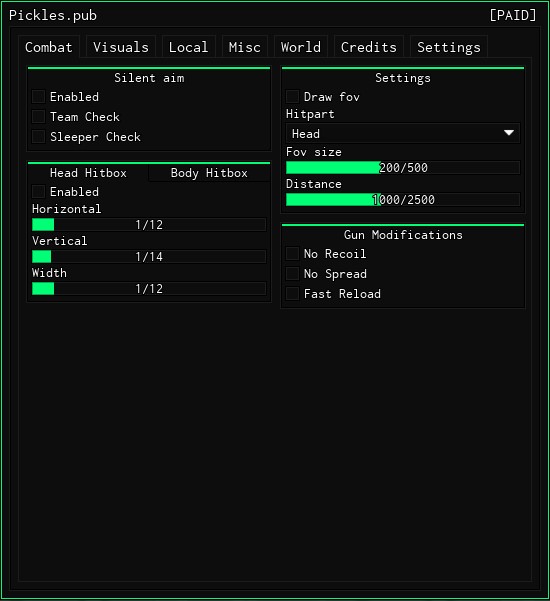 Pickles.pub [PAID]
Combat Visuals Local Misc World Credits Settings
Silent aim
Enabled
Team Check
Sleeper Check
Head Hitbox Body Hitbox
Enabled
Horizontal
1/12
Vertical
1/14
Width
1/12
Settings
Draw fov
Hitpart
Head
Fov size
200/500
Distance
1000/2500
Gun Modifications
No Recoil
No Spread
Fast Reload